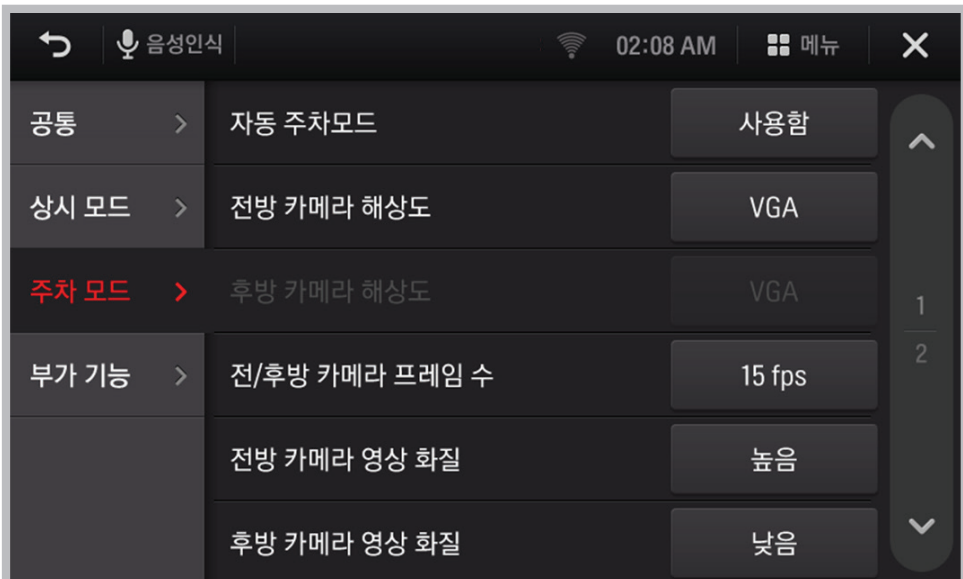 음성인식 02:08 AM 메뉴
공통 자동 주차모드 사용함
상시 모드 전방 카메라 해상도 VGA
주차 모드 후방 카메라 해상도 VGA
1
부가 기능 전/후방 카메라 프레임 수 15 fps
2
전방 카메라 영상 화질 높음
후방 카메라 영상 화질 낮음